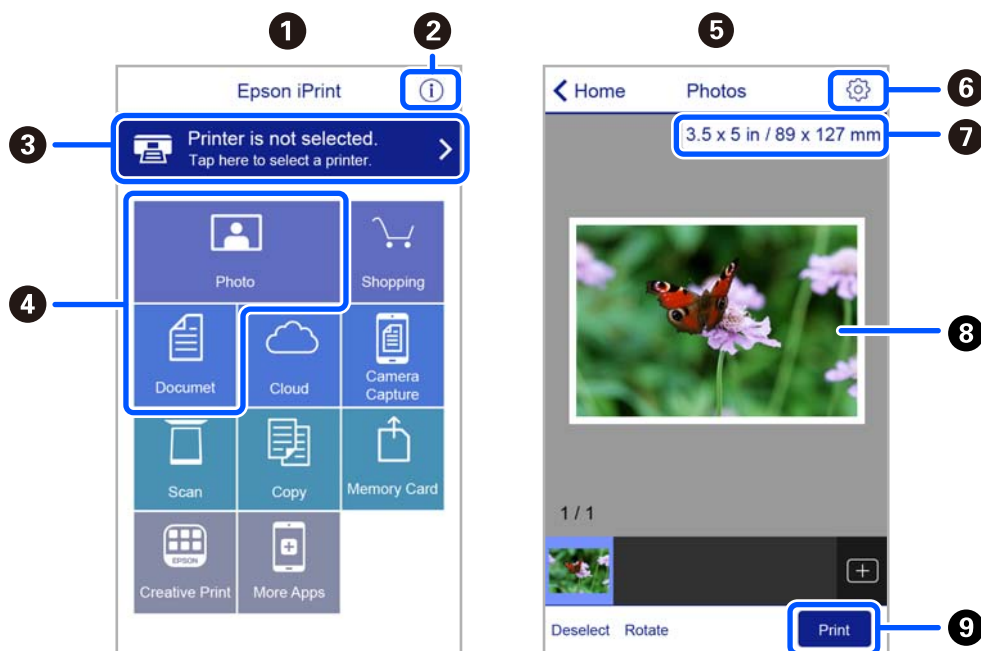 1
2
Epson iPrint
3
Printer is not selected.
Tap here to select a printer.
4
Photo
Shopping
Documet
Cloud
Camera
Capture
Scan
Copy
Memory Card
EPSON
Creative Print
More Apps
5
Home Photos
6
3.5 x 5 in / 89 x 127 mm
7
8
1 / 1
Deselect Rotate Print
9